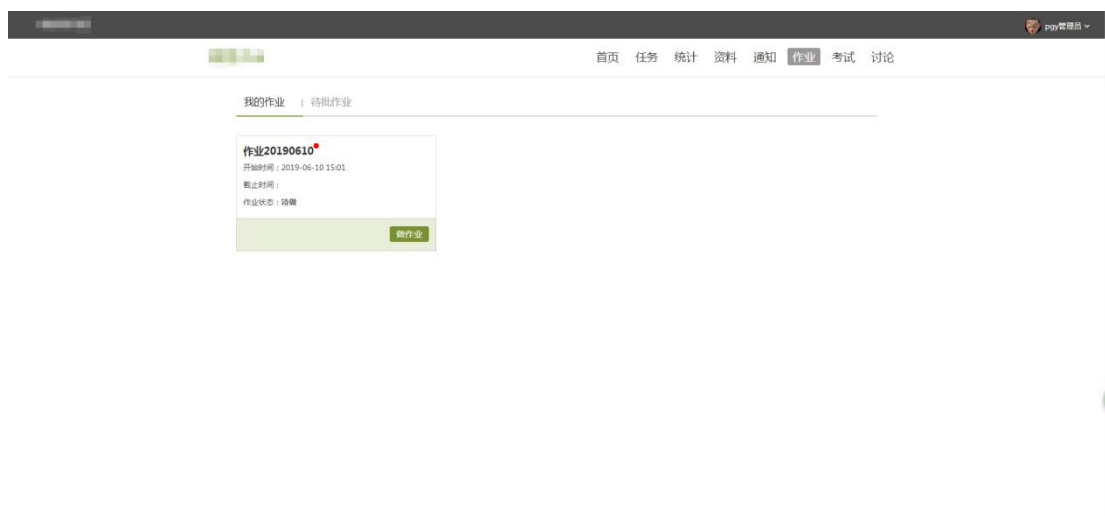 pgy管理员
首页 任务 统计 资料 通知 作业 考试 讨论
我的作业 | 待批作业
作业20190610
开始时间：2019-06-10 15:01
截止时间：
作业状态：待做
做作业